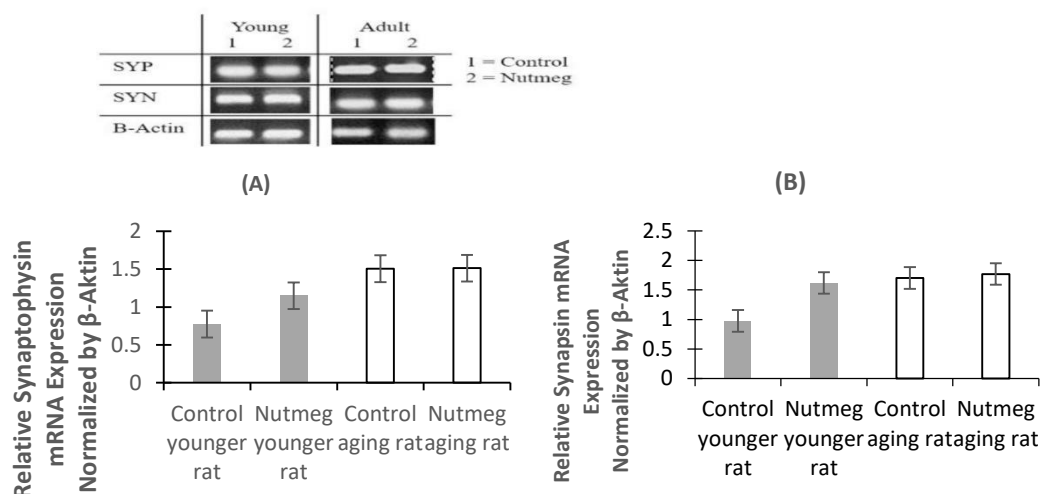 Young Adult
1 2 1 2
1 = Control
2 = Nutmeg
SYP
SYN
B-Actin
(A)
Relative Synaptophysin
mRNA Expression
Normalized by β-Aktin
2
1.5
1
0.5
0
Control Nutmeg Control Nutmeg
younger younger aging rat aging rat
rat rat
(B)
Relative Synapsin mRNA
Expression
Normalized by β-Aktin
2.5
2
1.5
1
0.5
0
Control Nutmeg Control Nutmeg
younger younger aging rat aging rat
rat rat